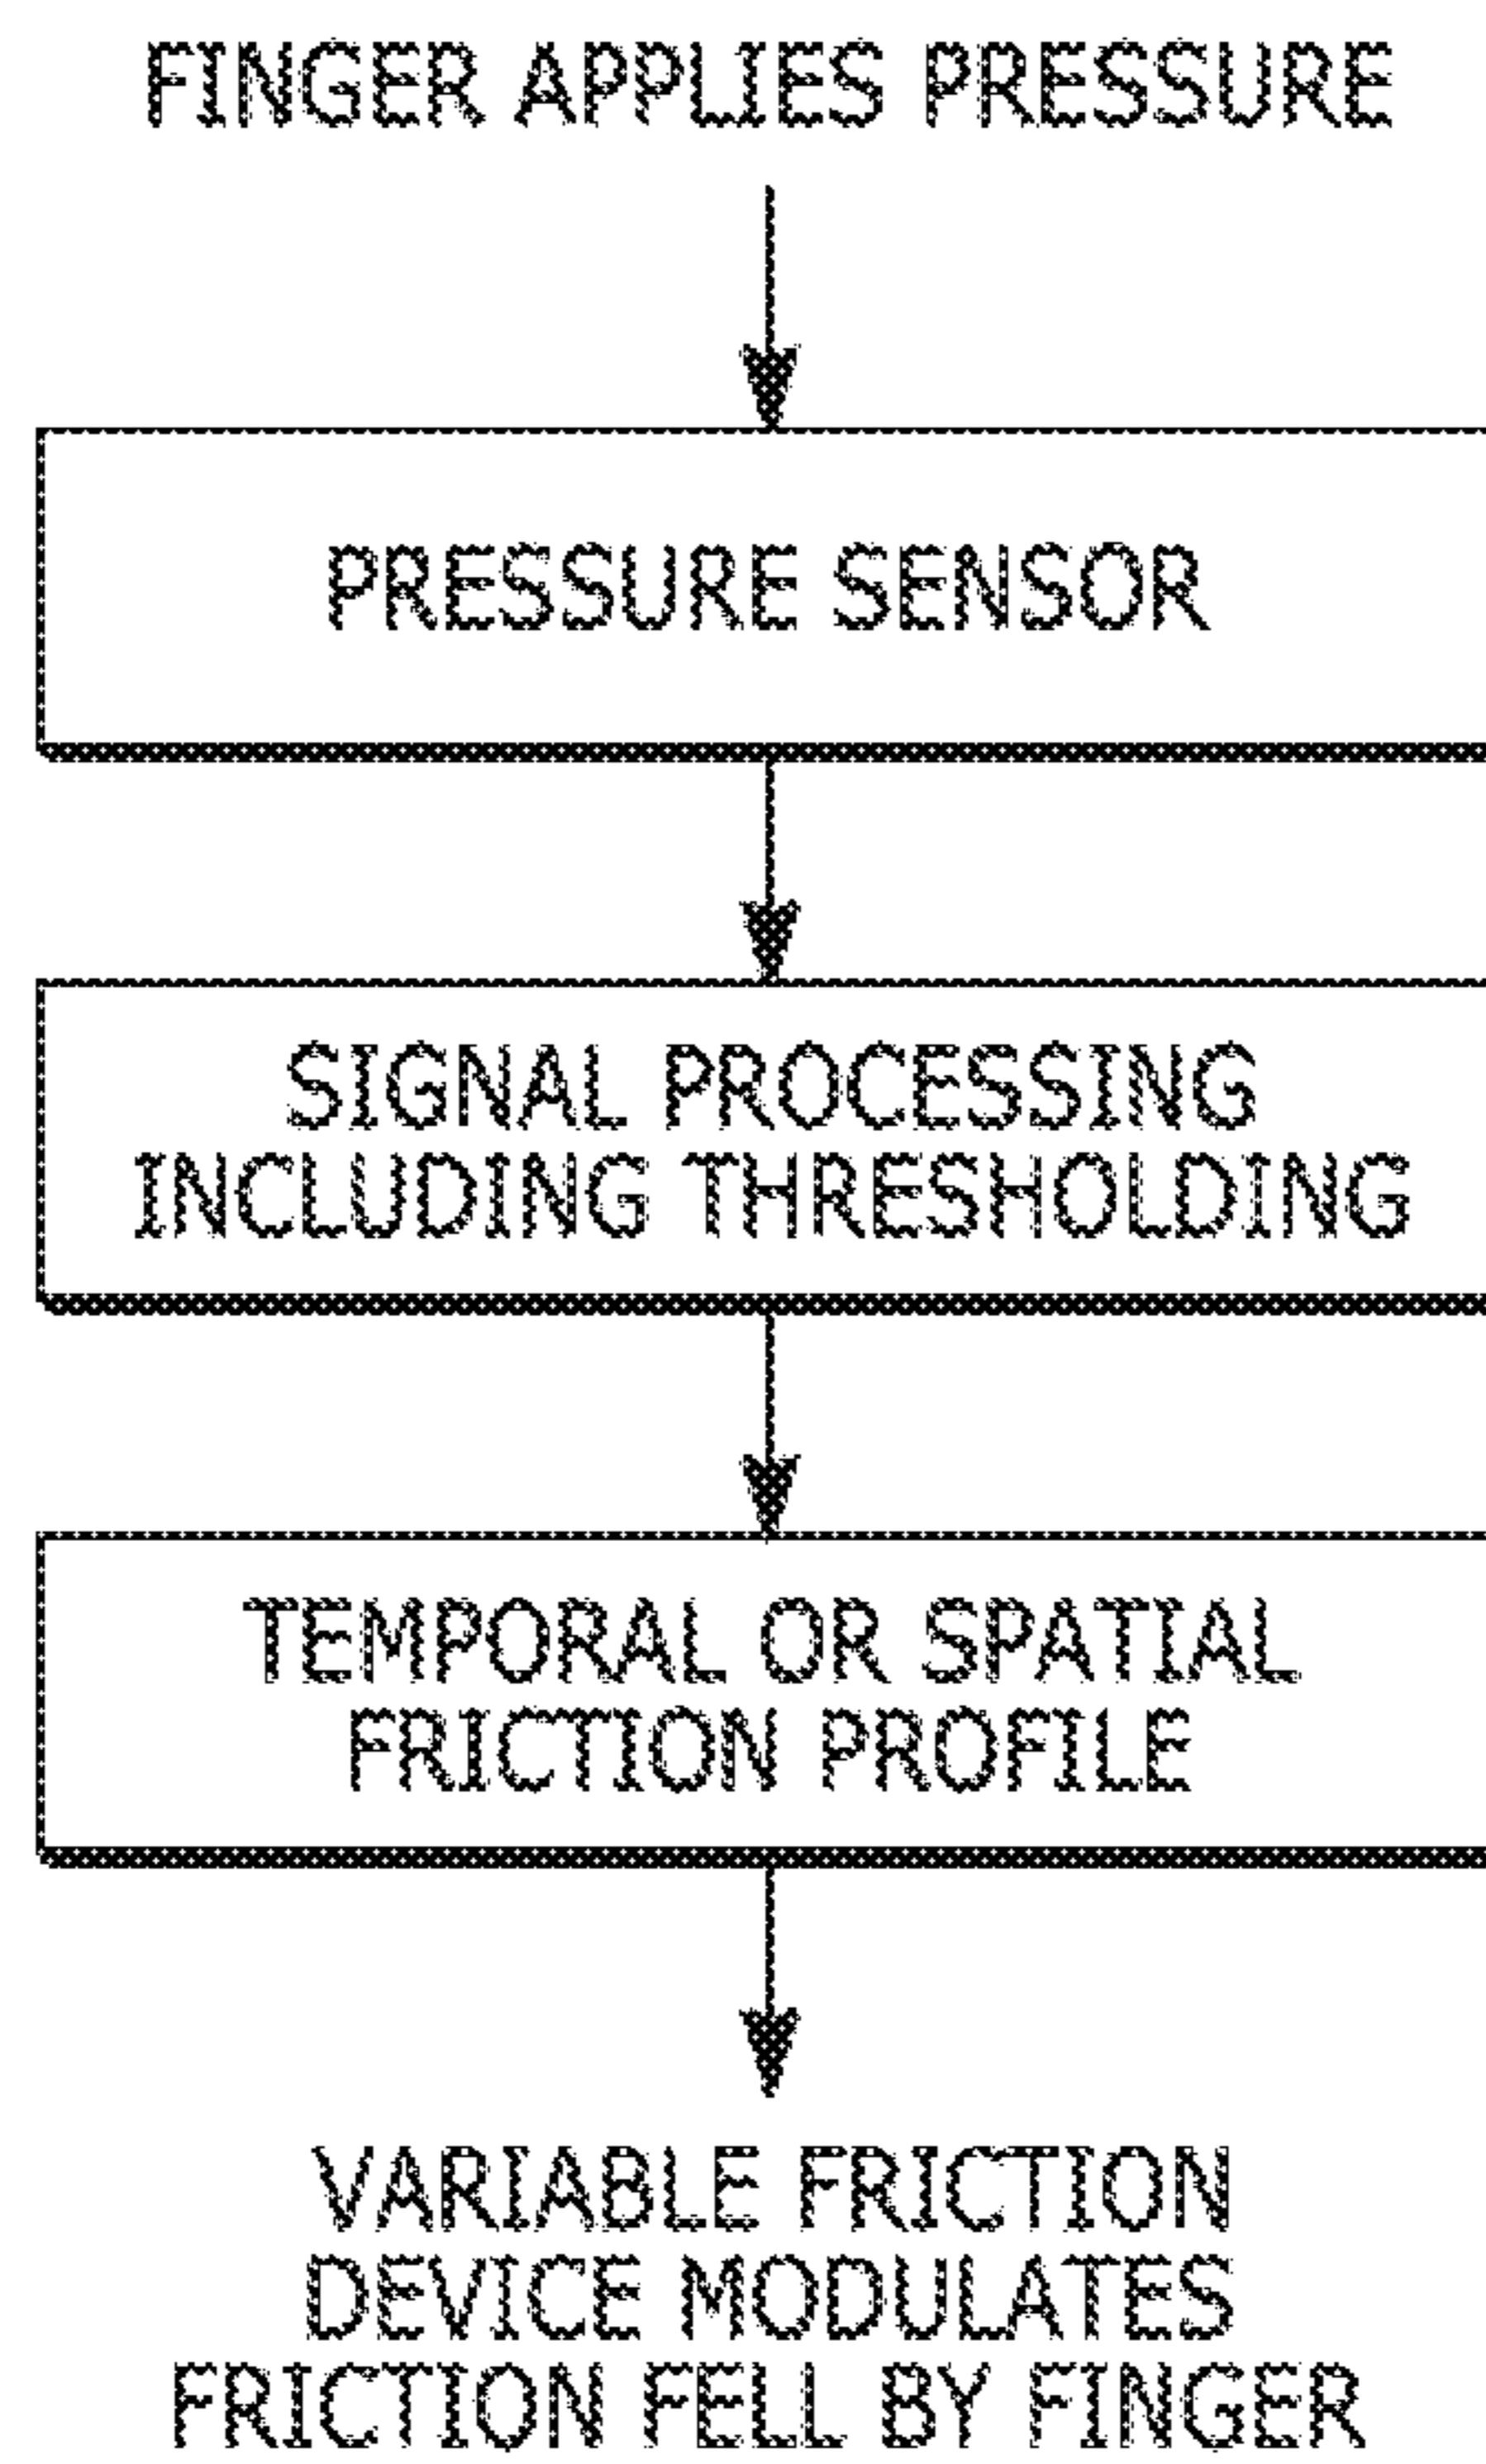 FINGER APPLIES PRESSURE
PRESSURE SENSOR
SIGNAL PROCESSING
INCLUDING THRESHOLDING
TEMPORAL OR SPATIAL
FRICTION PROFILE
VARIABLE FRICTION
DEVICE MODULATES
FRICTION FELL BY FINGER